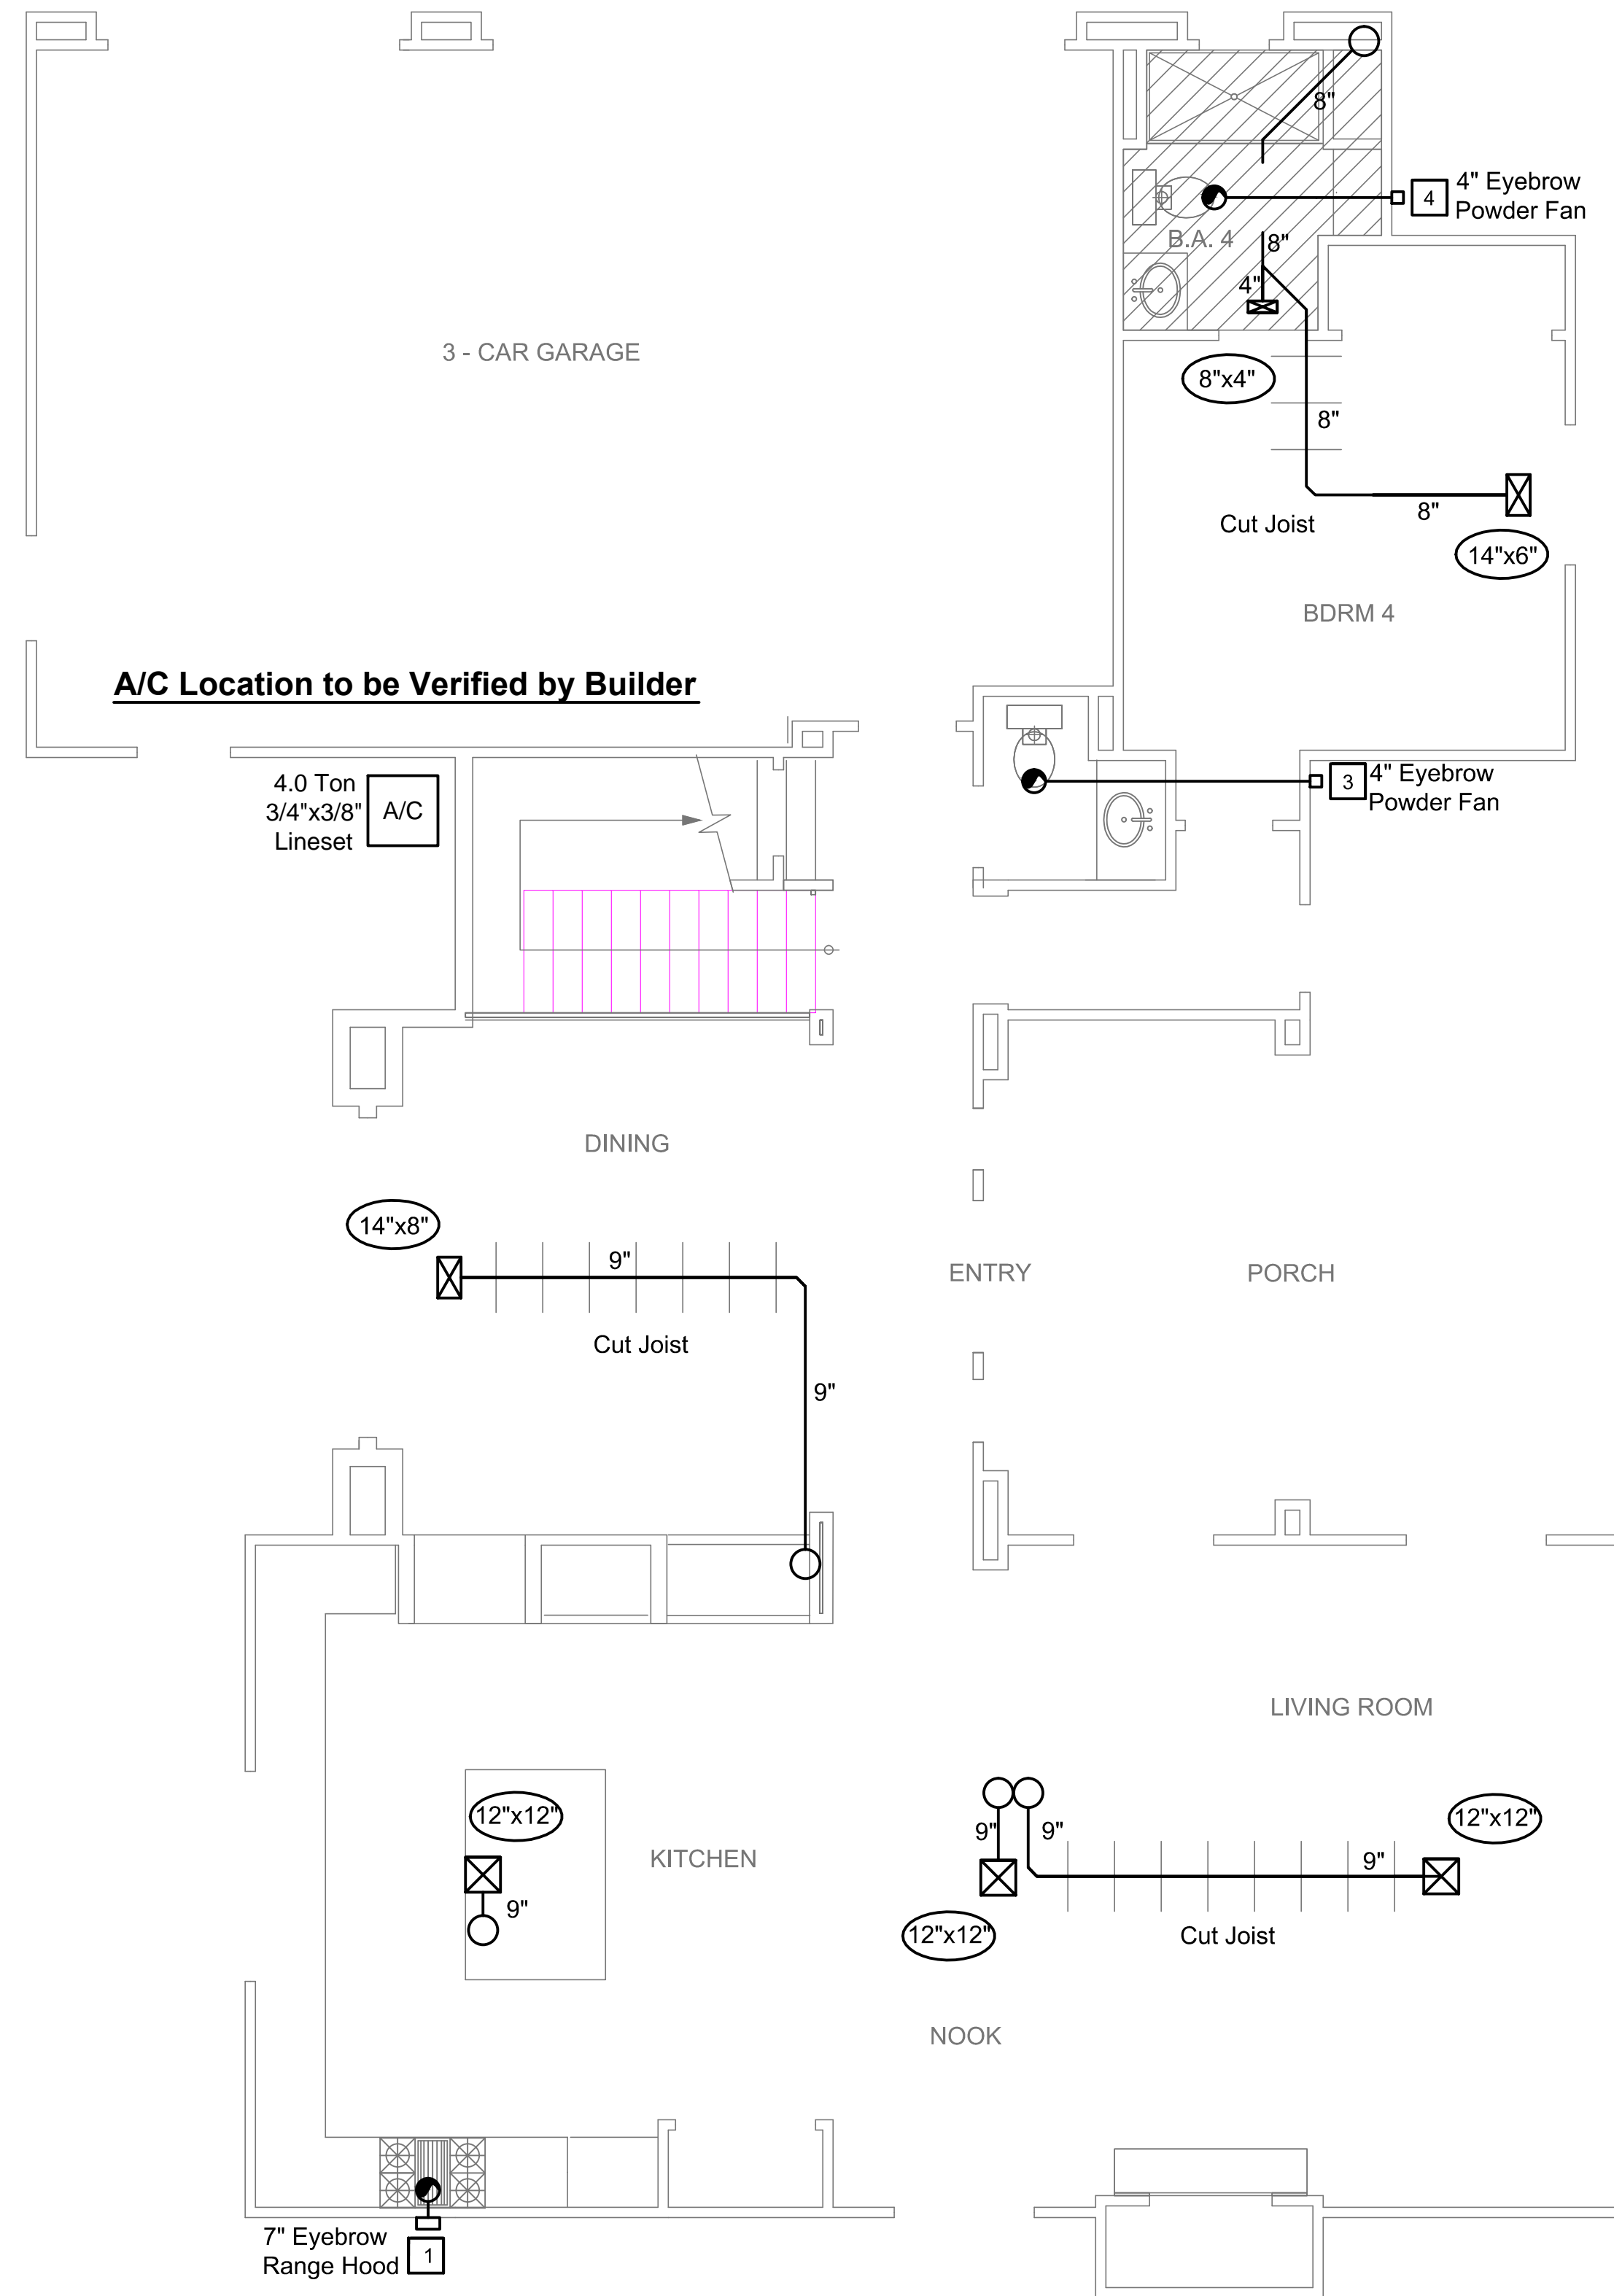 8"
4
4" Eyebrow
Powder Fan
B.A. 4
8"
4"
3 - CAR GARAGE
8"x4"
8"
8"
Cut Joist
14"x6"
BDRM 4
A/C Location to be Verified by Builder
4.0 Ton
3/4"x3/8"
Lineset
A/C
3
4" Eyebrow
Powder Fan
DINING
14"x8"
9"
Cut Joist
ENTRY
PORCH
9"
LIVING ROOM
12"x12"
KITCHEN
9"
9"
9"
9"
12"x12"
12"x12"
Cut Joist
NOOK
7" Eyebrow
Range Hood
1